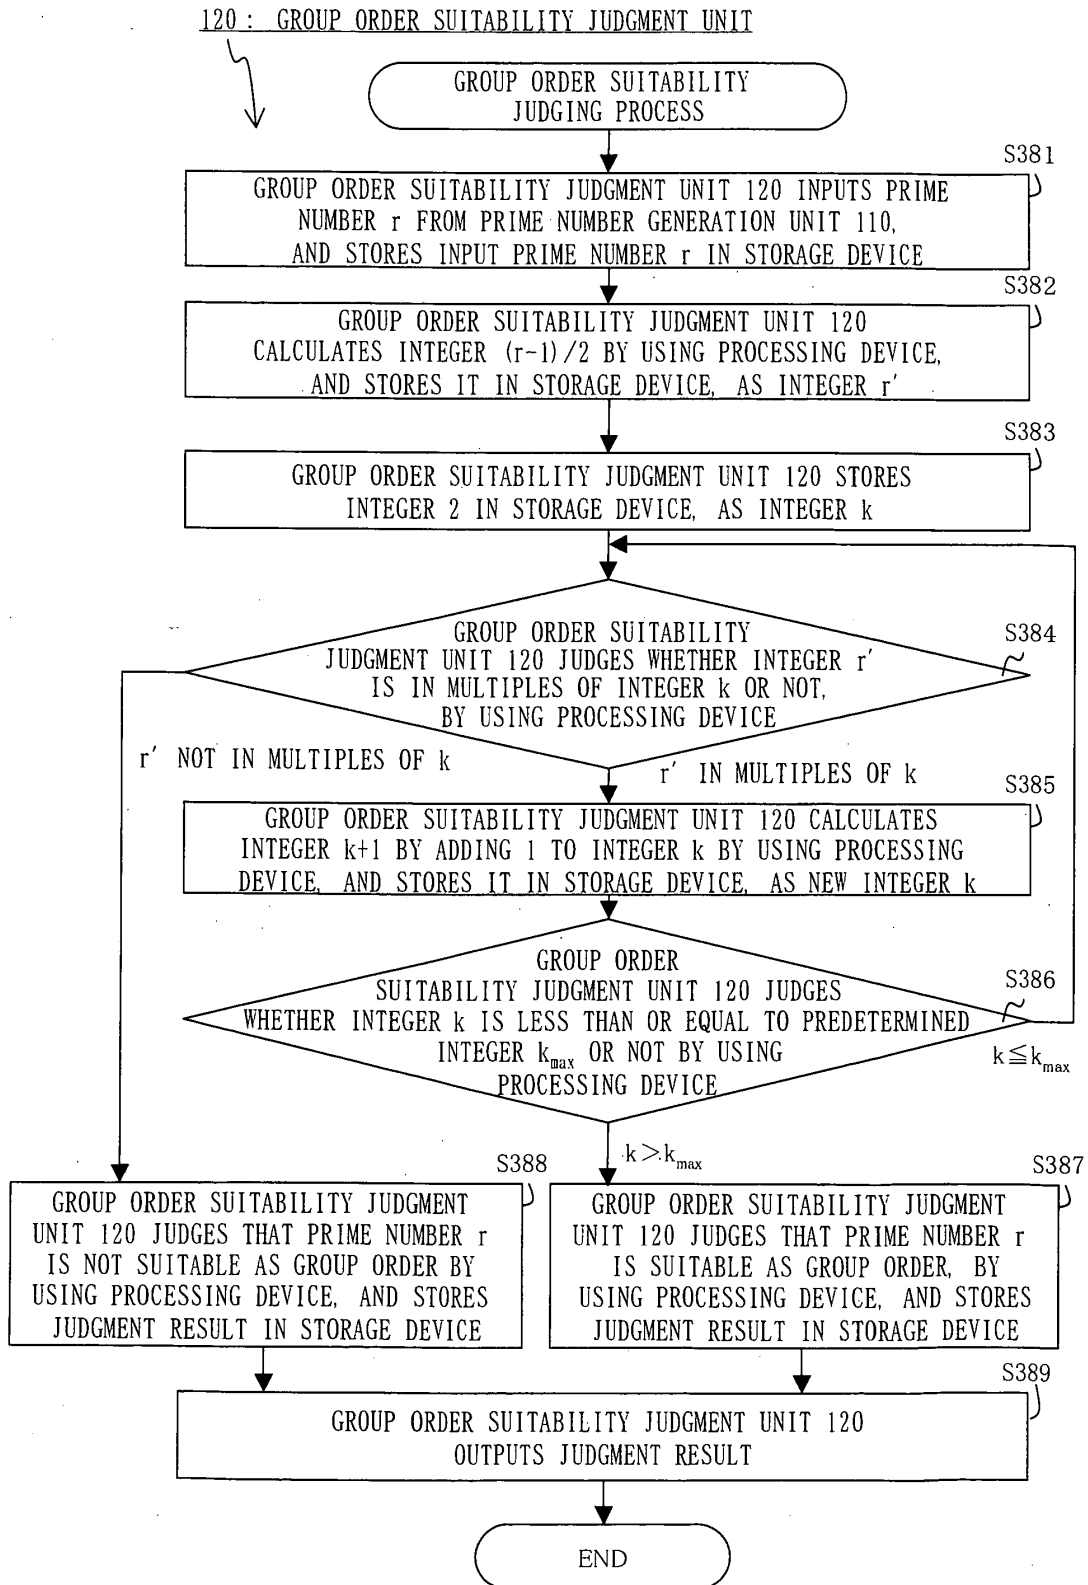 120 : GROUP ORDER SUITABILITY JUDGMENT UNIT
GROUP ORDER SUITABILITY
JUDGING PROCESS
S381
GROUP ORDER SUITABILITY JUDGMENT UNIT 120 INPUTS PRIME
NUMBER r FROM PRIME NUMBER GENERATION UNIT 110,
AND STORES INPUT PRIME NUMBER r IN STORAGE DEVICE
S382
GROUP ORDER SUITABILITY JUDGMENT UNIT 120
CALCULATES INTEGER (r-1)/2 BY USING PROCESSING DEVICE,
AND STORES IT IN STORAGE DEVICE, AS INTEGER r'
S383
GROUP ORDER SUITABILITY JUDGMENT UNIT 120 STORES
INTEGER 2 IN STORAGE DEVICE, AS INTEGER k
S384
GROUP ORDER SUITABILITY
JUDGMENT UNIT 120 JUDGES WHETHER INTEGER r'
IS IN MULTIPLES OF INTEGER k OR NOT,
BY USING PROCESSING DEVICE
r' NOT IN MULTIPLES OF k
r' IN MULTIPLES OF k
S385
GROUP ORDER SUITABILITY JUDGMENT UNIT 120 CALCULATES
INTEGER k+1 BY ADDING 1 TO INTEGER k BY USING PROCESSING
DEVICE, AND STORES IT IN STORAGE DEVICE, AS NEW INTEGER k
S386
GROUP ORDER
SUITABILITY JUDGMENT UNIT 120 JUDGES
WHETHER INTEGER k IS LESS THAN OR EQUAL TO PREDETERMINED
INTEGER kmax OR NOT BY USING
PROCESSING DEVICE
k≦kmax
k>kmax
S388
GROUP ORDER SUITABILITY JUDGMENT
UNIT 120 JUDGES THAT PRIME NUMBER r
IS NOT SUITABLE AS GROUP ORDER BY
USING PROCESSING DEVICE, AND STORES
JUDGMENT RESULT IN STORAGE DEVICE
S387
GROUP ORDER SUITABILITY JUDGMENT
UNIT 120 JUDGES THAT PRIME NUMBER r
IS SUITABLE AS GROUP ORDER, BY
USING PROCESSING DEVICE, AND STORES
JUDGMENT RESULT IN STORAGE DEVICE
S389
GROUP ORDER SUITABILITY JUDGMENT UNIT 120
OUTPUTS JUDGMENT RESULT
END